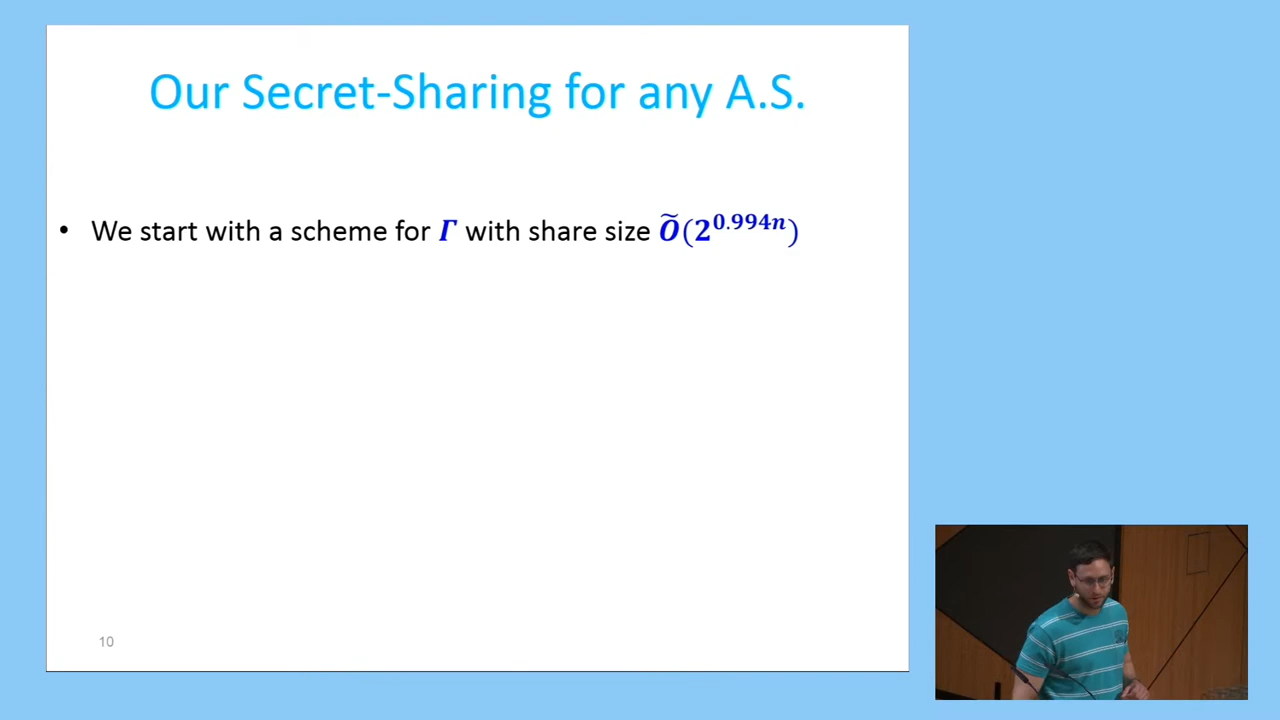 Our Secret-Sharing for any A.S.
• We start with a scheme for Γ with share size Õ(2^0.994n)
10